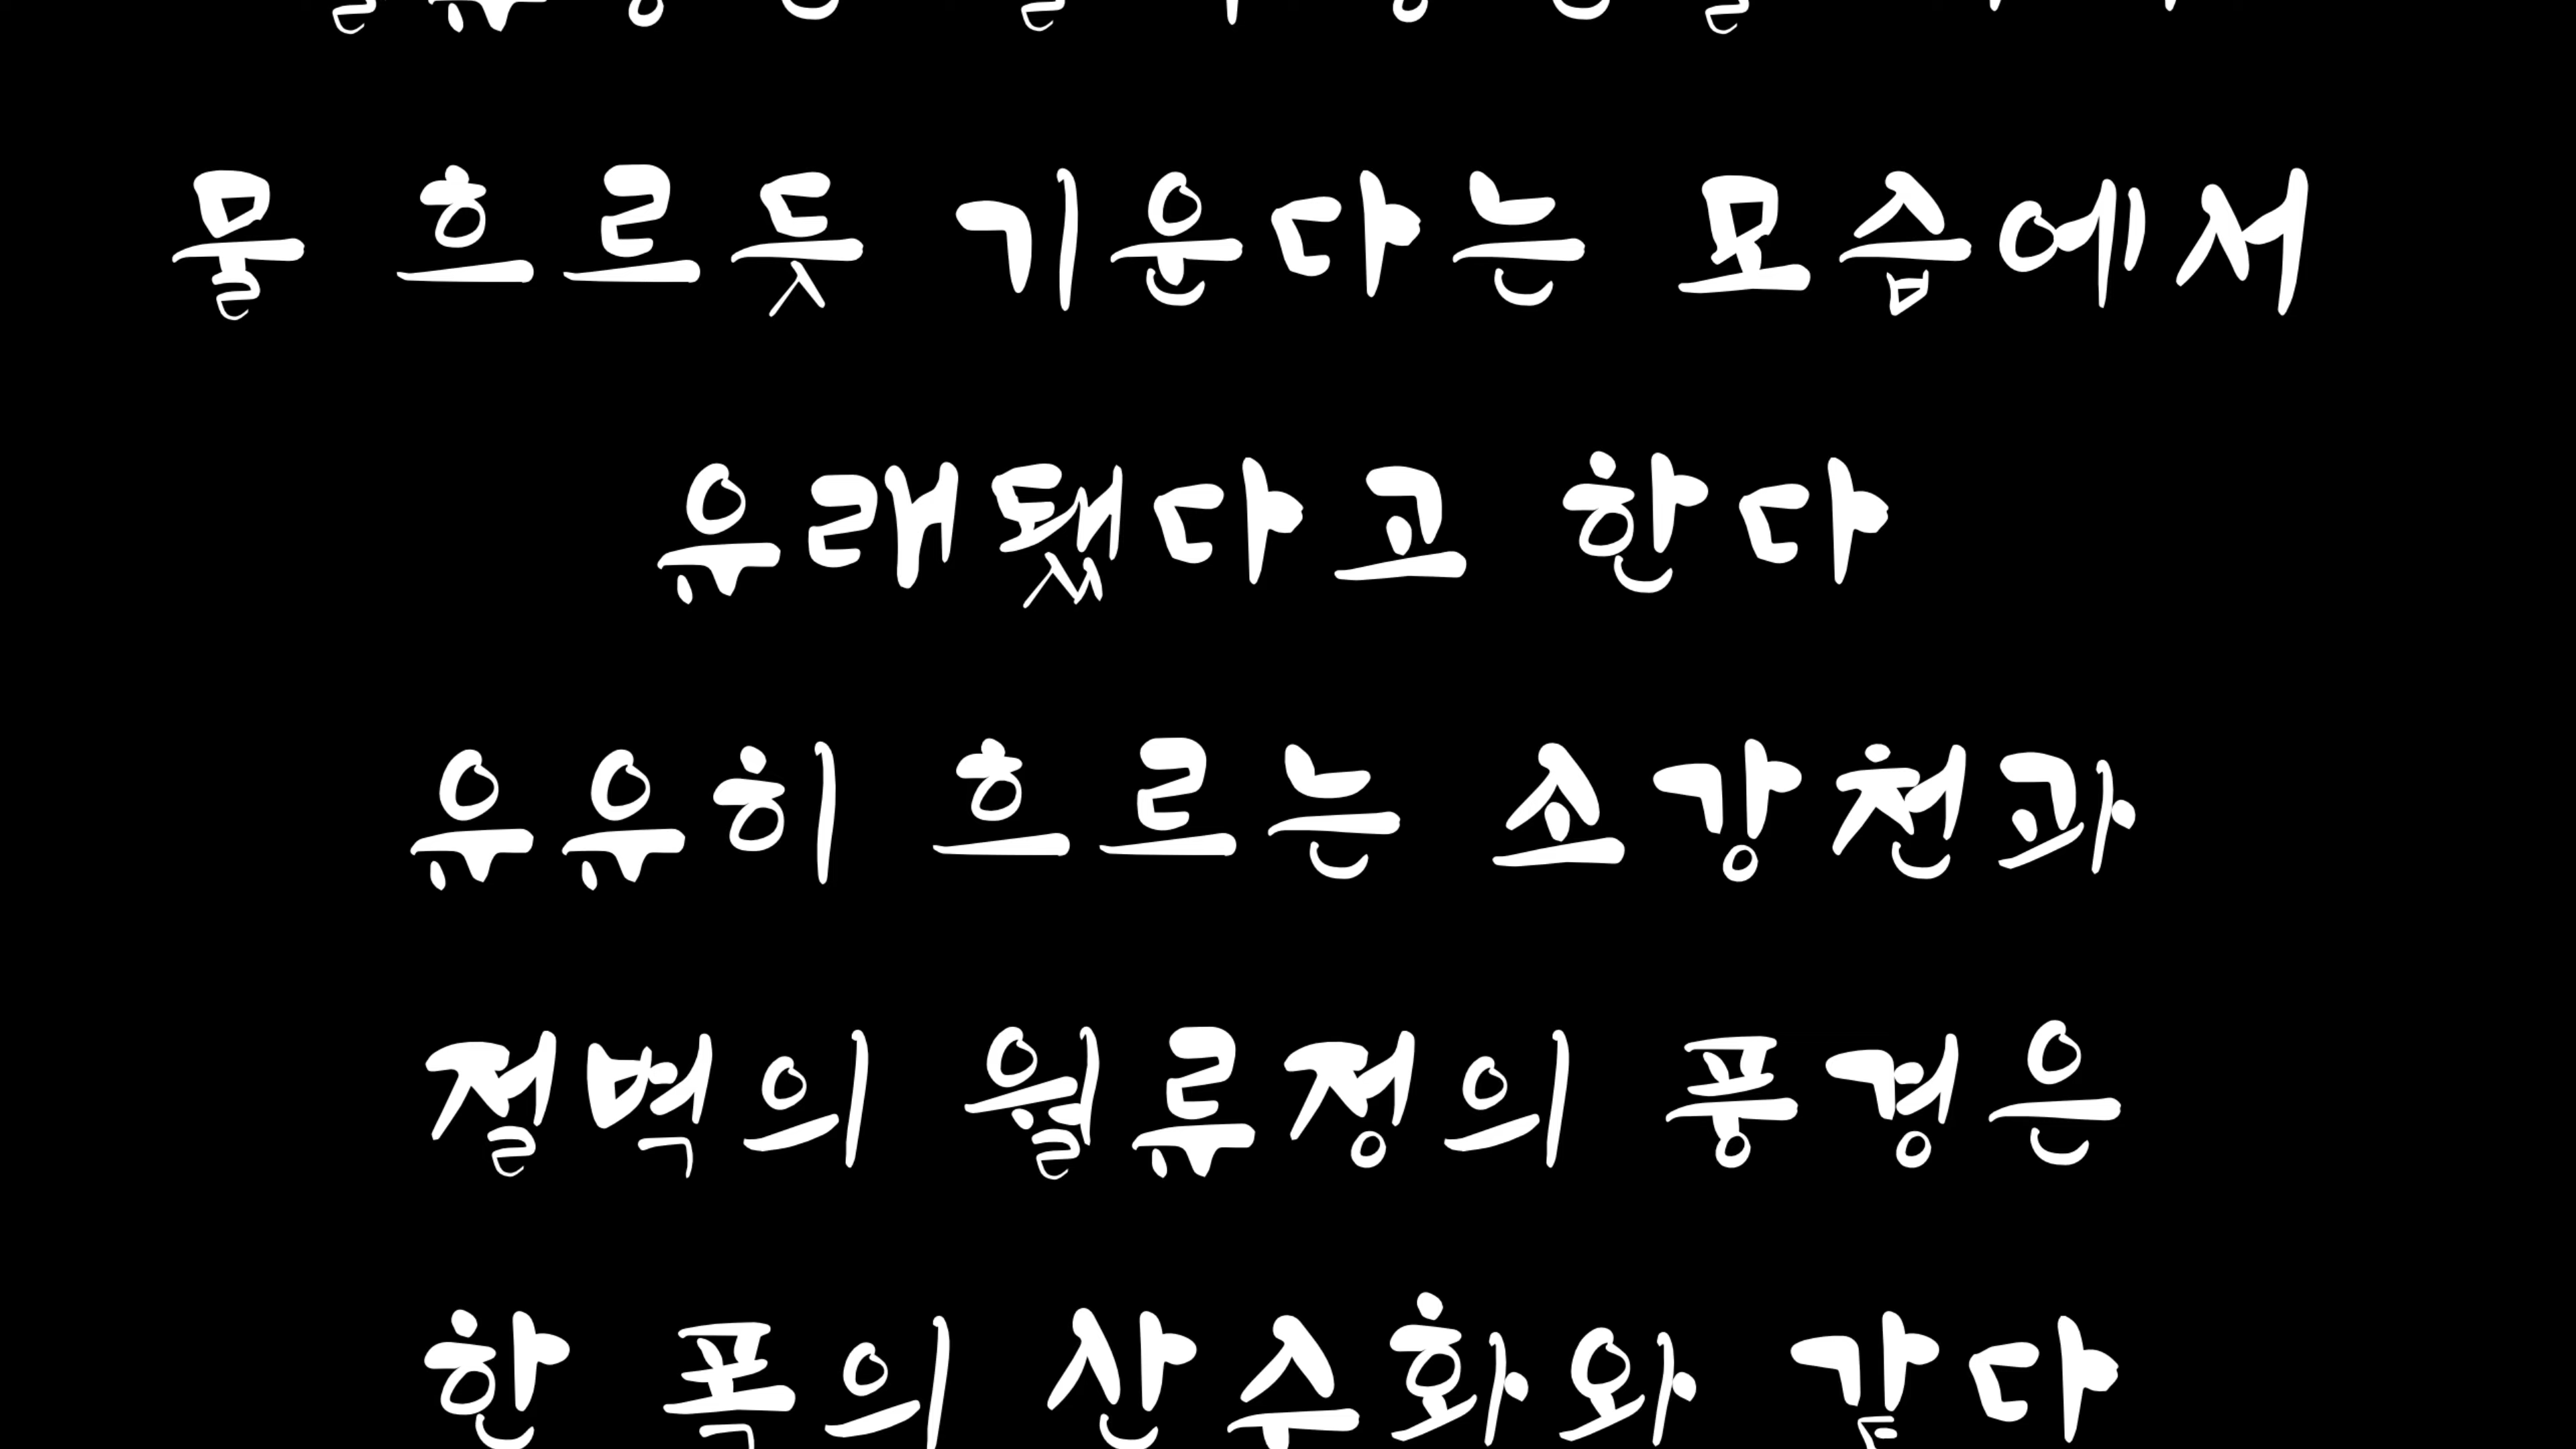 물 흐르듯 기운다는 모습에서
유래됐다고 한다
유유히 흐르는 소강천과
절벽의 월류정의 풍경은
한 폭의 산수화와 같다